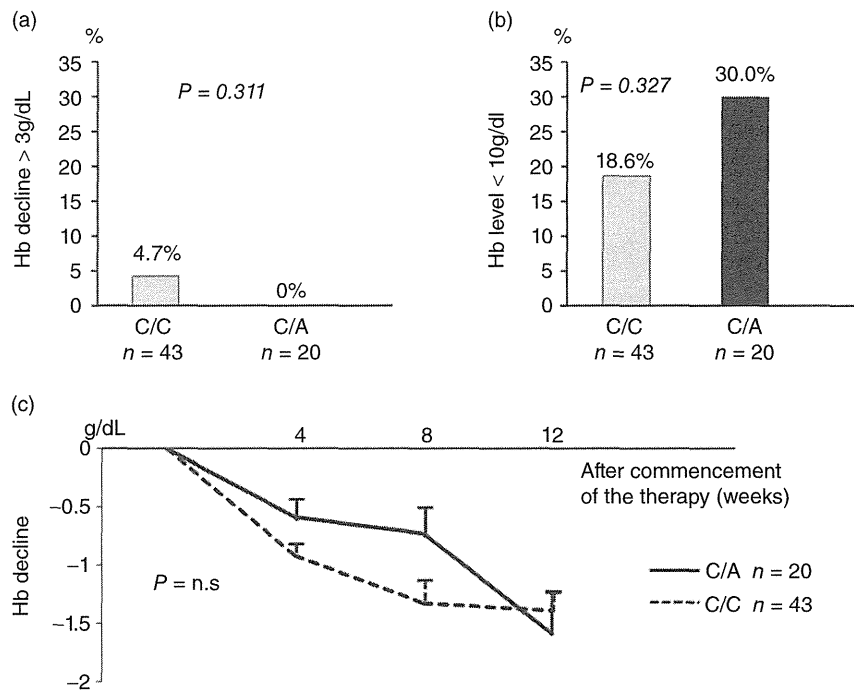 (a)
%
Hb decline > 3g/dL
35
30
25
20
15
10
5
0
P = 0.311
4.7%
0%
C/C
n = 43
C/A
n = 20
(b)
%
Hb level < 10g/dl
35
30
25
20
15
10
5
0
P = 0.327
18.6%
30.0%
C/C
n = 43
C/A
n = 20
(c)
g/dL
4
8
12
0
−0.5
−1
−1.5
−2
Hb decline
After commencement
of the therapy (weeks)
P = n.s
C/A n = 20
C/C n = 43